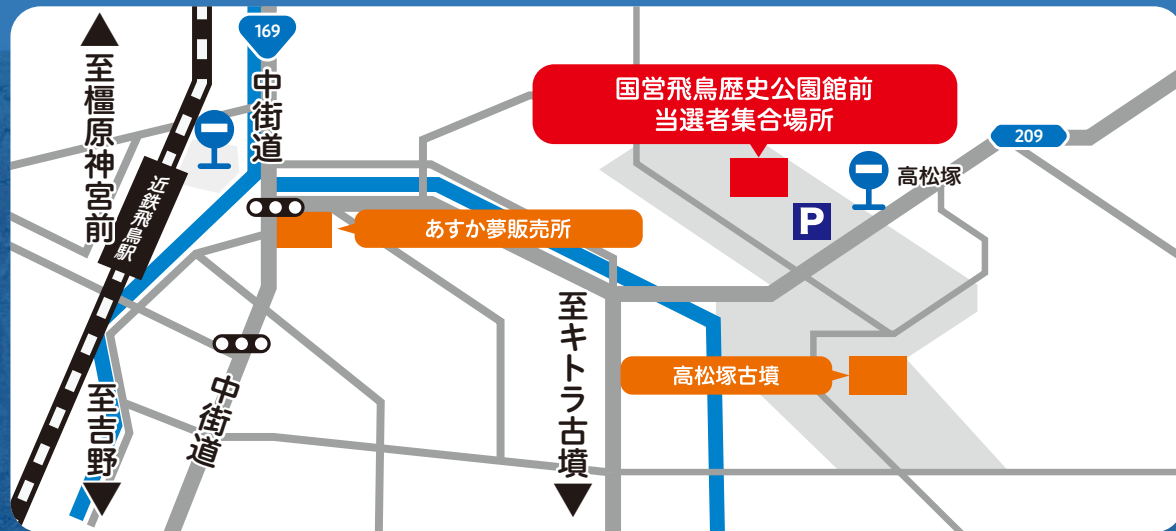 169
至橿原神宮前
中街道
国営飛鳥歴史公園館前
当選者集合場所
209
高松塚
近鉄飛鳥駅
P
あすか夢販売所
至キトラ古墳
高松塚古墳
中街道
至吉野